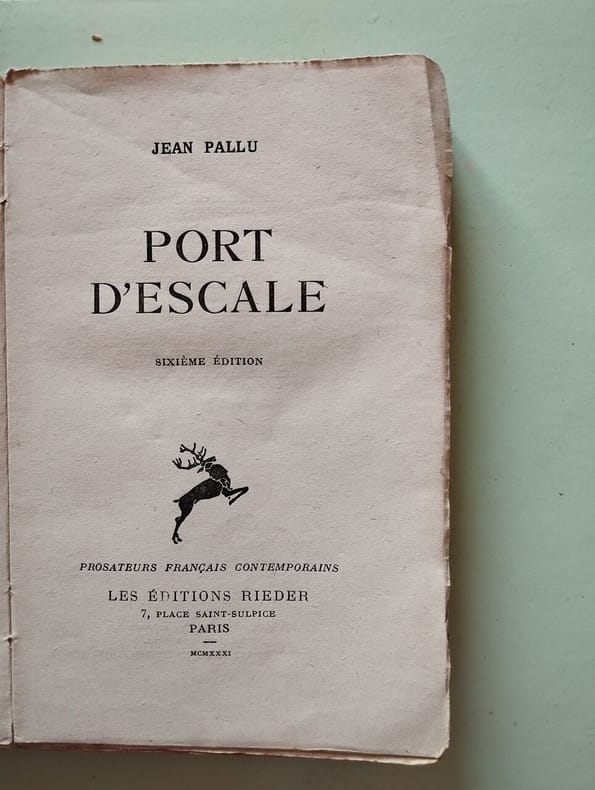 JEAN PALLU
PORT
D'ESCALE
SIXIÈME ÉDITION
PROSATEURS FRANÇAIS CONTEMPORAINS
LES ÉDITIONS RIEDER
7, PLACE SAINT-SULPICE
PARIS
MCMXXXI